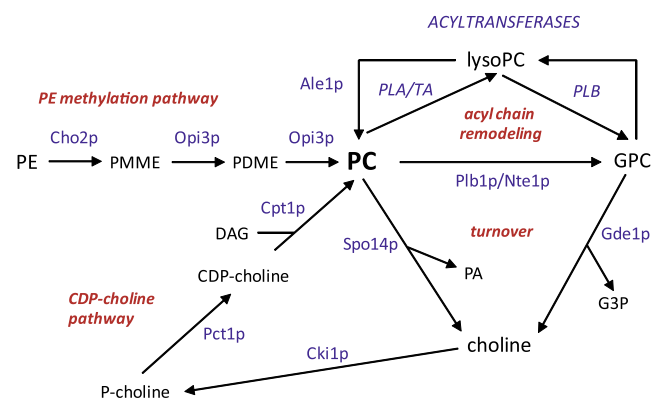 ACYLTRANSFERASES
lysoPC
Ale1p
PLA/TA
PLB
PE methylation pathway
acyl chain
remodeling
Cho2p
Opi3p
Opi3p
PE
PMME
PDME
PC
GPC
Plb1p/Nte1p
Cpt1p
DAG
Spo14p
turnover
Gde1p
CDP-choline
PA
G3P
CDP-choline
pathway
Pct1p
Cki1p
choline
P-choline